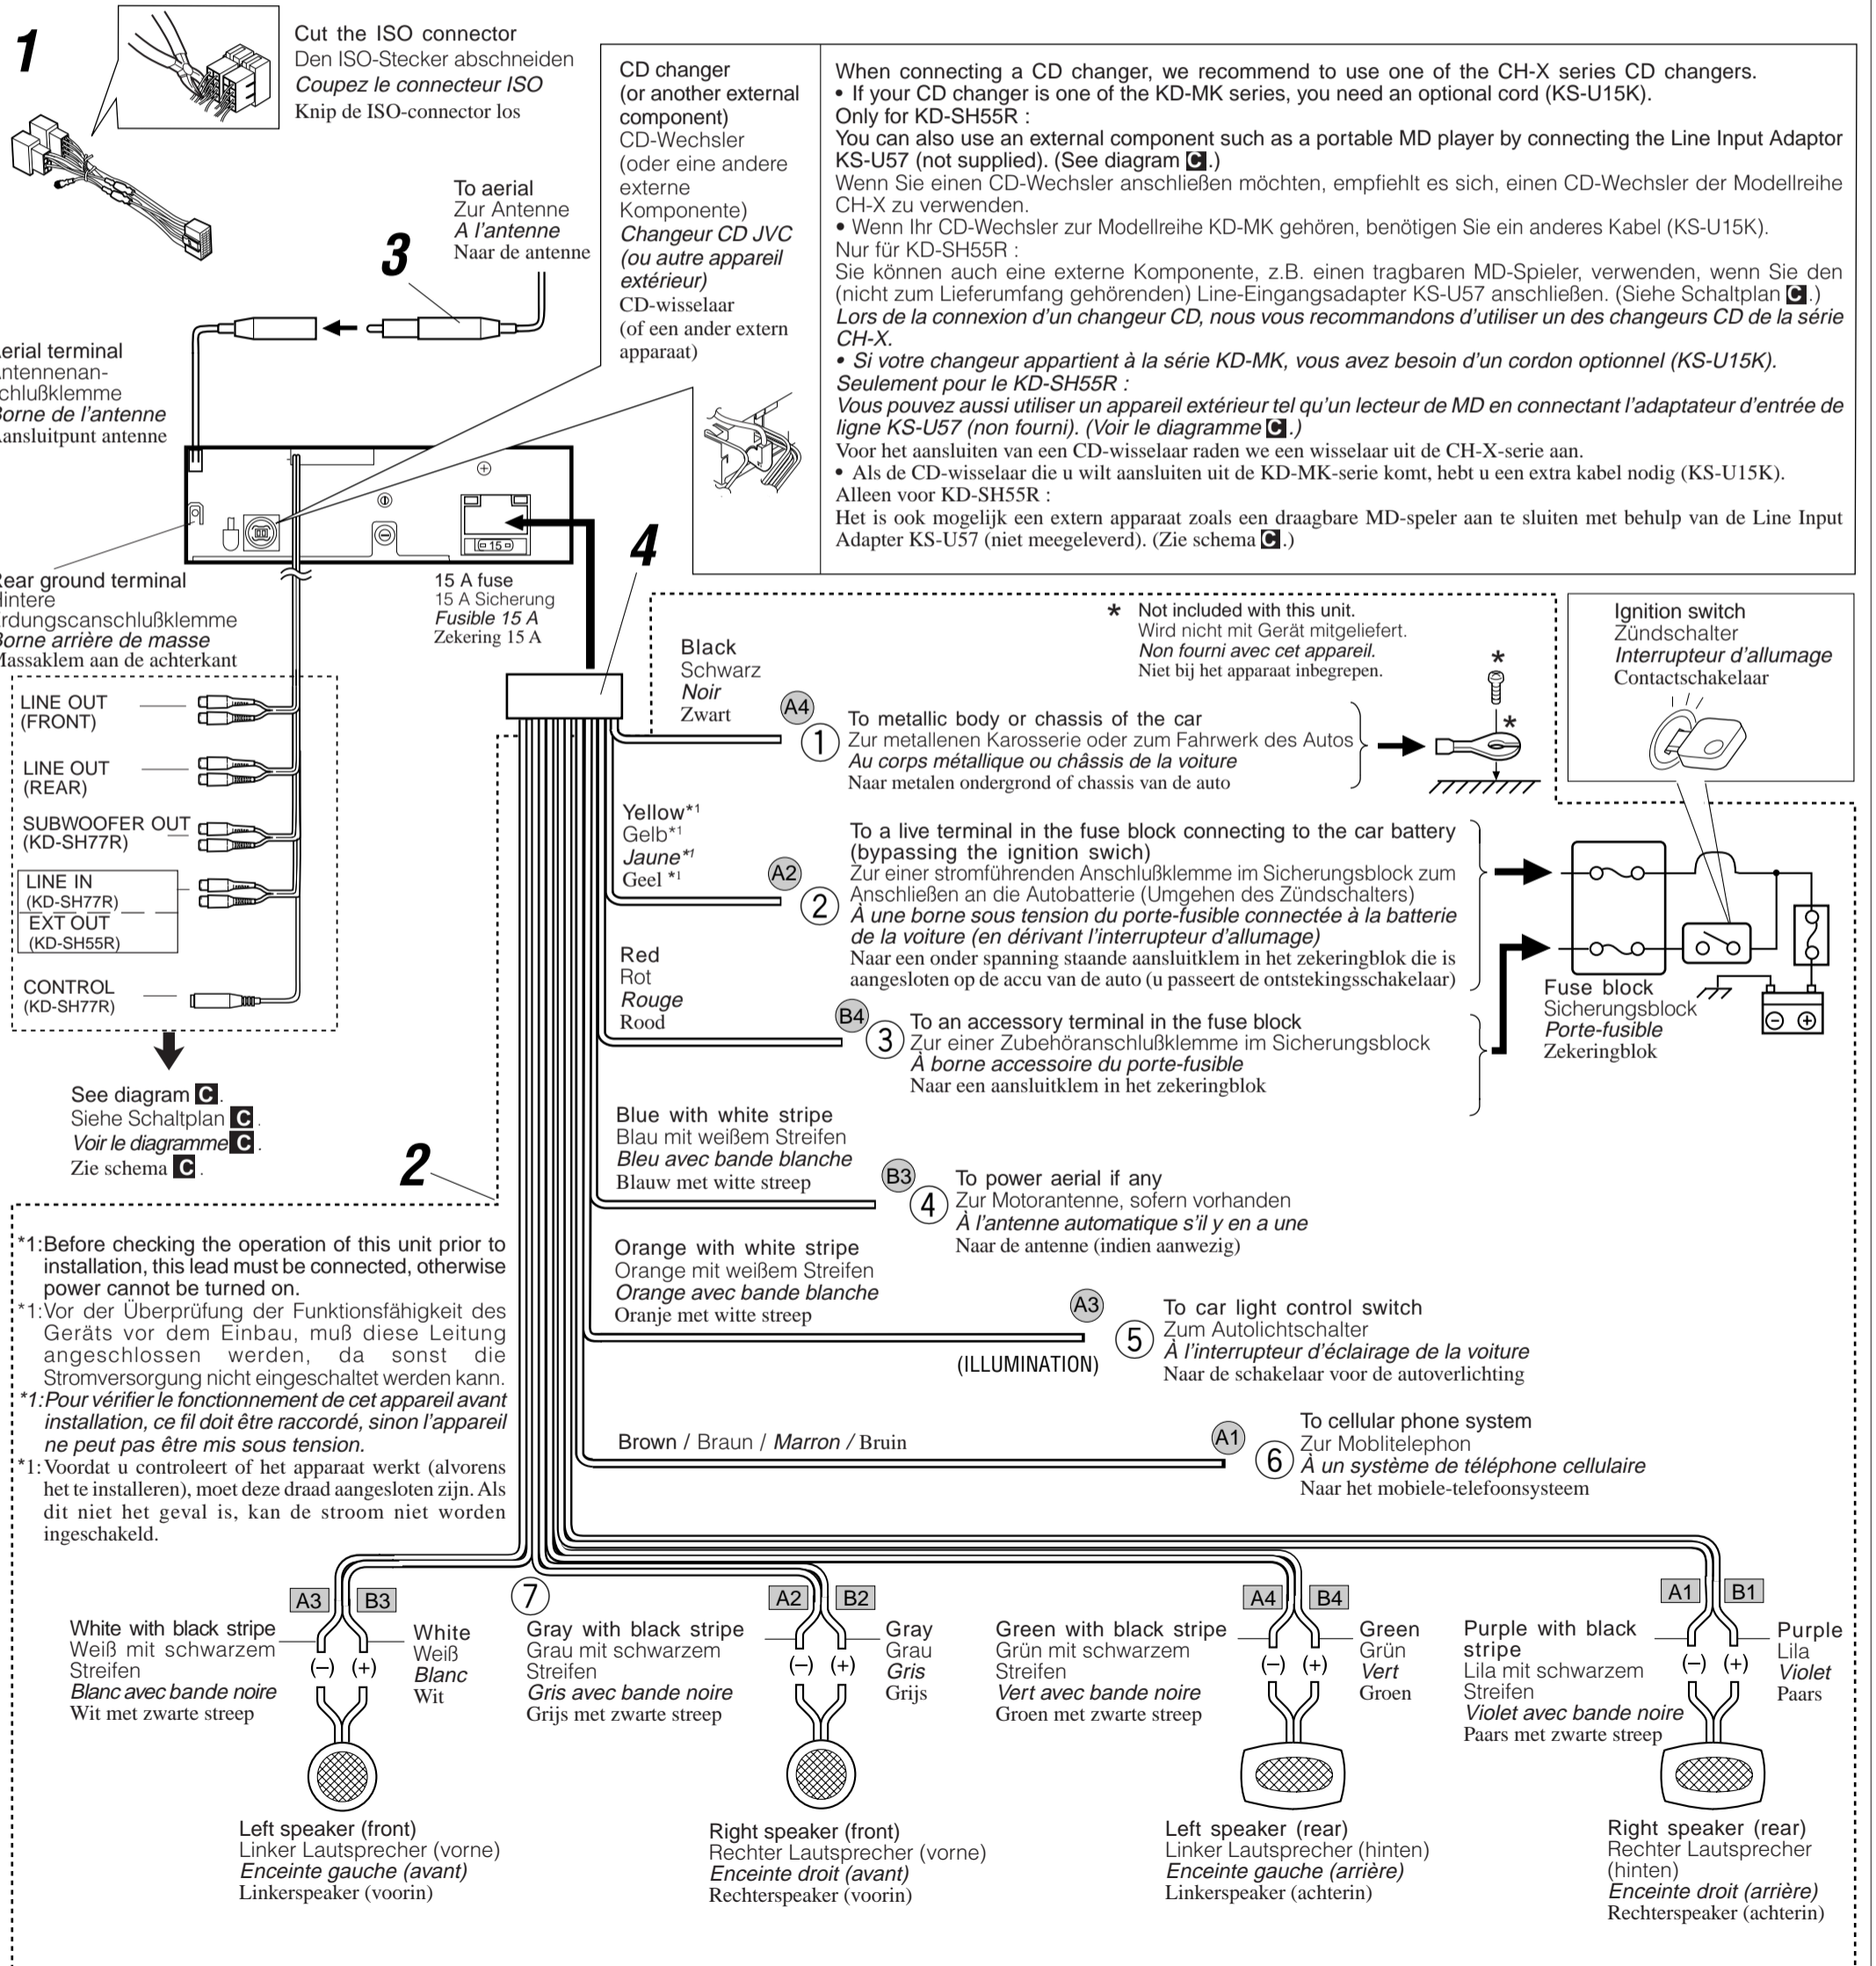 1
Cut the ISO connector
Den ISO-Stecker abschneiden
Coupez le connecteur ISO
Knip de ISO-connector los
To aerial
Zur Antenne
A l'antenne
Naar de antenne
3
CD changer
(or another external
component)
CD-Wechsler
(oder eine andere
externe
Komponente)
Changeur CD JVC
(ou autre appareil
extérieur)
CD-wisselaar
(of een ander extern
apparaat)
When connecting a CD changer, we recommend to use one of the CH-X series CD changers.
• If your CD changer is one of the KD-MK series, you need an optional cord (KS-U15K).
Only for KD-SH55R :
You can also use an external component such as a portable MD player by connecting the Line Input Adaptor
KS-U57 (not supplied). (See diagram C.)
Wenn Sie einen CD-Wechsler anschließen möchten, empfiehlt es sich, einen CD-Wechsler der Modellreihe
CH-X zu verwenden.
• Wenn Ihr CD-Wechsler zur Modellreihe KD-MK gehören, benötigen Sie ein anderes Kabel (KS-U15K).
Nur für KD-SH55R :
Sie können auch eine externe Komponente, z.B. einen tragbaren MD-Spieler, verwenden, wenn Sie den
(nicht zum Lieferumfang gehörenden) Line-Eingangsadapter KS-U57 anschließen. (Siehe Schaltplan C.)
Lors de la connexion d'un changeur CD, nous vous recommandons d'utiliser un des changeurs CD de la série
CH-X.
• Si votre changeur appartient à la série KD-MK, vous avez besoin d'un cordon optionnel (KS-U15K).
Seulement pour le KD-SH55R :
Vous pouvez aussi utiliser un appareil extérieur tel qu'un lecteur de MD en connectant l'adaptateur d'entrée de
ligne KS-U57 (non fourni). (Voir le diagramme C.)
Voor het aansluiten van een CD-wisselaar raden we een wisselaar uit de CH-X-serie aan.
• Als de CD-wisselaar die u wilt aansluiten uit de KD-MK-serie komt, hebt u een extra kabel nodig (KS-U15K).
Alleen voor KD-SH55R :
Het is ook mogelijk een extern apparaat zoals een draagbare MD-speler aan te sluiten met behulp van de Line Input
Adapter KS-U57 (niet meegeleverd). (Zie schema C.)
terminal
Antennenan-
schlußklemme
Borne de l'antenne
Aansluitpunt antenne
15
4
Rear ground terminal
Hintere
Erdungscanschlußklemme
Borne arrière de masse
Massaklem aan de achterkant
15 A fuse
15 A Sicherung
Fusible 15 A
Zekering 15 A
LINE OUT
(FRONT)
LINE OUT
(REAR)
SUBWOOFER OUT
(KD-SH77R)
LINE IN
(KD-SH77R)
EXT OUT
(KD-SH55R)
CONTROL
(KD-SH77R)
See diagram C.
Siehe Schaltplan C.
Voir le diagramme C.
Zie schema C.
2
* Not included with this unit.
Wird nicht mit Gerät mitgeliefert.
Non fourni avec cet appareil.
Niet bij het apparaat inbegrepen.
*
*
Ignition switch
Zündschalter
Interrupteur d'allumage
Contactschakelaar
Black
Schwarz
Noir
Zwart
A4
1
To metallic body or chassis of the car
Zur metallenen Karosserie oder zum Fahrwerk des Autos
Au corps métallique ou châssis de la voiture
Naar metalen ondergrond of chassis van de auto
Yellow*1
Gelb*1
Jaune*1
Geel *1
A2
2
To a live terminal in the fuse block connecting to the car battery
(bypassing the ignition swich)
Zur einer stromführenden Anschlußklemme im Sicherungsblock zum
Anschließen an die Autobatterie (Umgehen des Zündschalters)
À une borne sous tension du porte-fusible connectée à la batterie
de la voiture (en dérivant l'interrupteur d'allumage)
Naar een onder spanning staande aansluitklem in het zekeringblok die is
aangesloten op de accu van de auto (u passeert de ontstekingsschakelaar)
Red
Rot
Rouge
Rood
B4
3
To an accessory terminal in the fuse block
Zur einer Zubehöranschlußklemme im Sicherungsblock
À borne accessoire du porte-fusible
Naar een aansluitklem in het zekeringblok
Fuse block
Sicherungsblock
Porte-fusible
Zekeringblok
Blue with white stripe
Blau mit weißem Streifen
Bleu avec bande blanche
Blauw met witte streep
B3
4
To power aerial if any
Zur Motorantenne, sofern vorhanden
À l'antenne automatique s'il y en a une
Naar de antenne (indien aanwezig)
Orange with white stripe
Orange mit weißem Streifen
Orange avec bande blanche
Oranje met witte streep
(ILLUMINATION)
A3
5
To car light control switch
Zum Autolichtschalter
À l'interrupteur d'éclairage de la voiture
Naar de schakelaar voor de autoverlichting
Brown / Braun / Marron / Bruin
A1
6
To cellular phone system
Zur Moblitelephon
À un système de téléphone cellulaire
Naar het mobiele-telefoonsysteem
*1:Before checking the operation of this unit prior to
installation, this lead must be connected, otherwise
power cannot be turned on.
*1:Vor der Überprüfung der Funktionsfähigkeit des
Geräts vor dem Einbau, muß diese Leitung
angeschlossen werden, da sonst die
Stromversorgung nicht eingeschaltet werden kann.
*1:Pour vérifier le fonctionnement de cet appareil avant
installation, ce fil doit être raccordé, sinon l'appareil
ne peut pas être mis sous tension.
*1:Voordat u controleert of het apparaat werkt (alvorens
het te installeren), moet deze draad aangesloten zijn. Als
dit niet het geval is, kan de stroom niet worden
ingeschakeld.
A3 B3
White with black stripe
Weiß mit schwarzem
Streifen
Blanc avec bande noire
Wit met zwarte streep
(–) (+)
White
Weiß
Blanc
Wit
Left speaker (front)
Linker Lautsprecher (vorne)
Enceinte gauche (avant)
Linkerspeaker (voorin)
7
A2 B2
Gray with black stripe
Grau mit schwarzem
Streifen
Gris avec bande noire
Grijs met zwarte streep
(–) (+)
Gray
Grau
Gris
Grijs
Right speaker (front)
Rechter Lautsprecher (vorne)
Enceinte droit (avant)
Rechterspeaker (voorin)
A4 B4
Green with black stripe
Grün mit schwarzem
Streifen
Vert avec bande noire
Groen met zwarte streep
(–) (+)
Green
Grün
Vert
Groen
Left speaker (rear)
Linker Lautsprecher (hinten)
Enceinte gauche (arrière)
Linkerspeaker (achterin)
A1 B1
Purple with black
stripe
Lila mit schwarzem
Streifen
Violet avec bande noire
Paars met zwarte streep
(–) (+)
Purple
Lila
Violet
Paars
Right speaker (rear)
Rechter Lautsprecher
(hinten)
Enceinte droit (arrière)
Rechterspeaker (achterin)